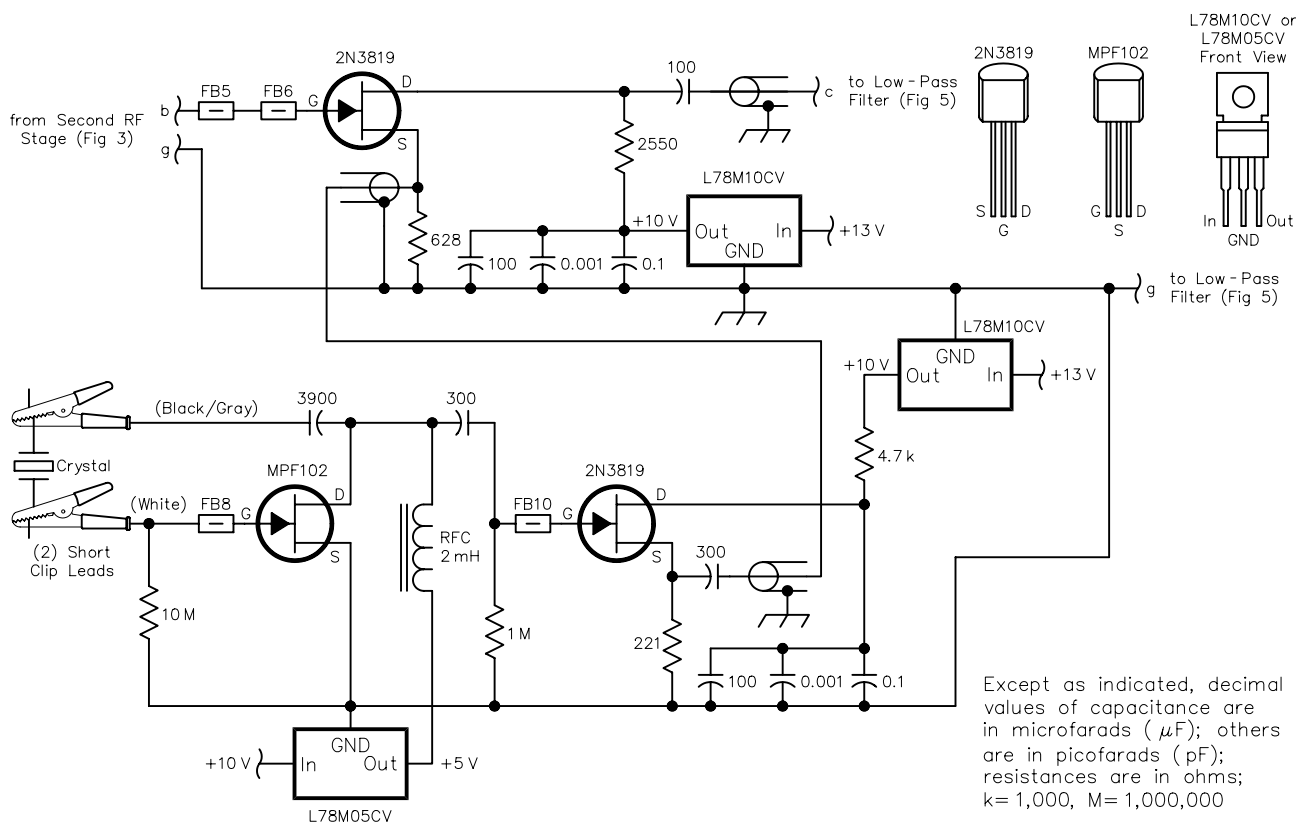 L78M10CV or
L78M05CV
Front View
2N3819
MPF102
2N3819
D
G
S
FB5
FB6
b
from Second RF
Stage (Fig 3)
g
100
c
to Low-Pass
Filter (Fig 5)
2550
L78M10CV
+10 V
Out
In
GND
+13 V
628
100
0.001
0.1
S
D
G
G
D
S
In
Out
GND
g
to Low-Pass
Filter (Fig 5)
L78M10CV
GND
+10 V
Out
In
+13 V
4.7 k
(Black/Gray)
3900
300
Crystal
MPF102
2N3819
(White)
FB8
G
D
S
RFC
2 mH
FB10
G
D
S
300
(2) Short
Clip Leads
10 M
1 M
221
100
0.001
0.1
+10 V
GND
In
Out
+5 V
L78M05CV
Except as indicated, decimal
values of capacitance are
in microfarads ( µF); others
are in picofarads ( pF);
resistances are in ohms;
k= 1,000, M= 1,000,000